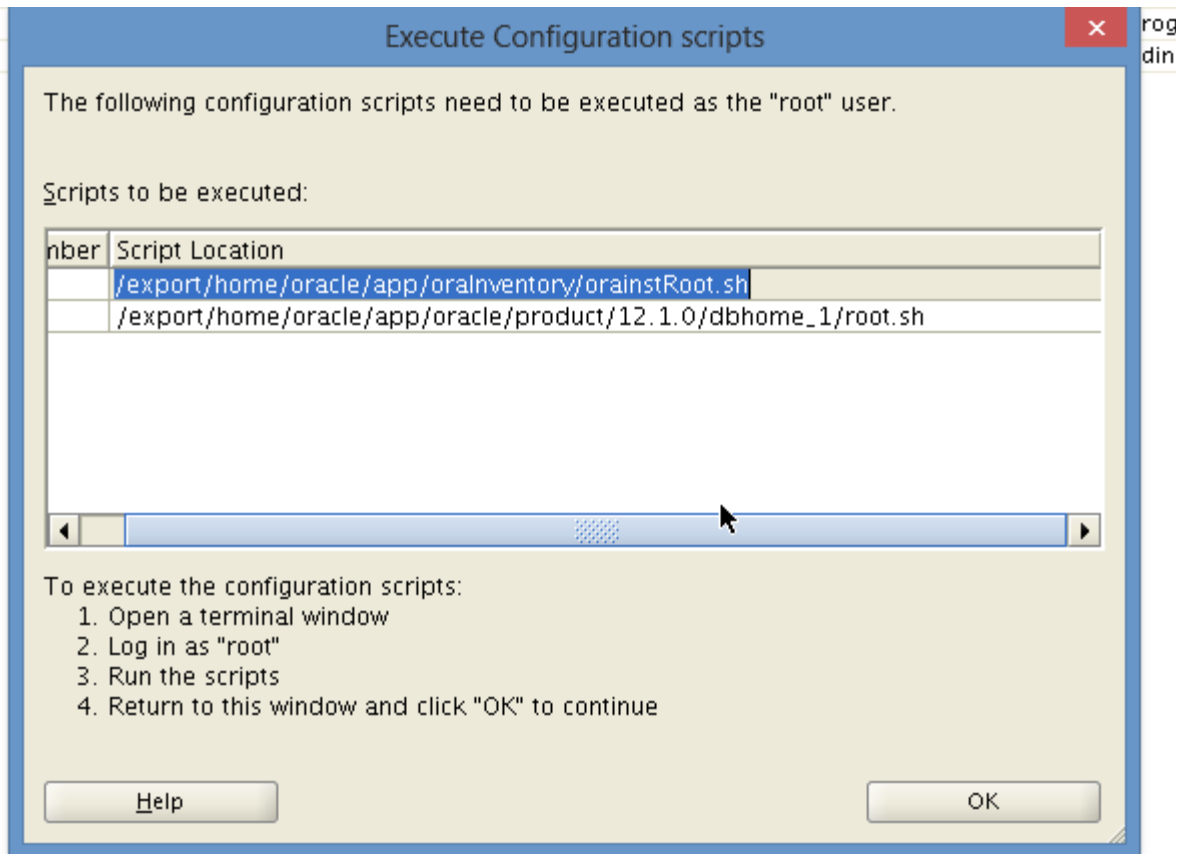 Execute Configuration scripts
rog
din
The following configuration scripts need to be executed as the "root" user.
Scripts to be executed:
nber Script Location
/export/home/oracle/app/oraInventory/orainstRoot.sh
/export/home/oracle/app/oracle/product/12.1.0/dbhome_1/root.sh
To execute the configuration scripts:
1. Open a terminal window
2. Log in as "root"
3. Run the scripts
4. Return to this window and click "OK" to continue
Help OK